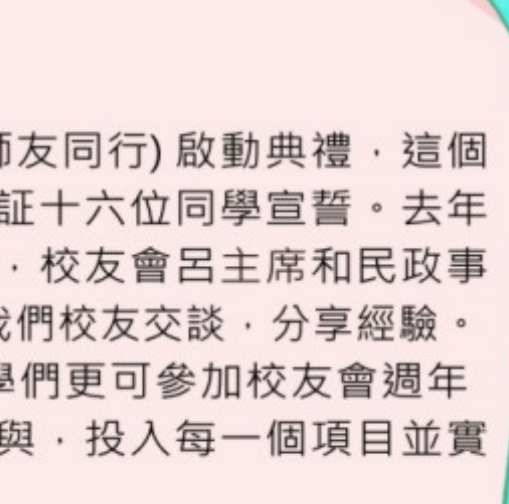 師友同行) 啟動典禮，這個
証十六位同學宣誓。去年
，校友會呂主席和民政事
我們校友交談，分享經驗。
學們更可參加校友會週年
與，投入每一個項目並實